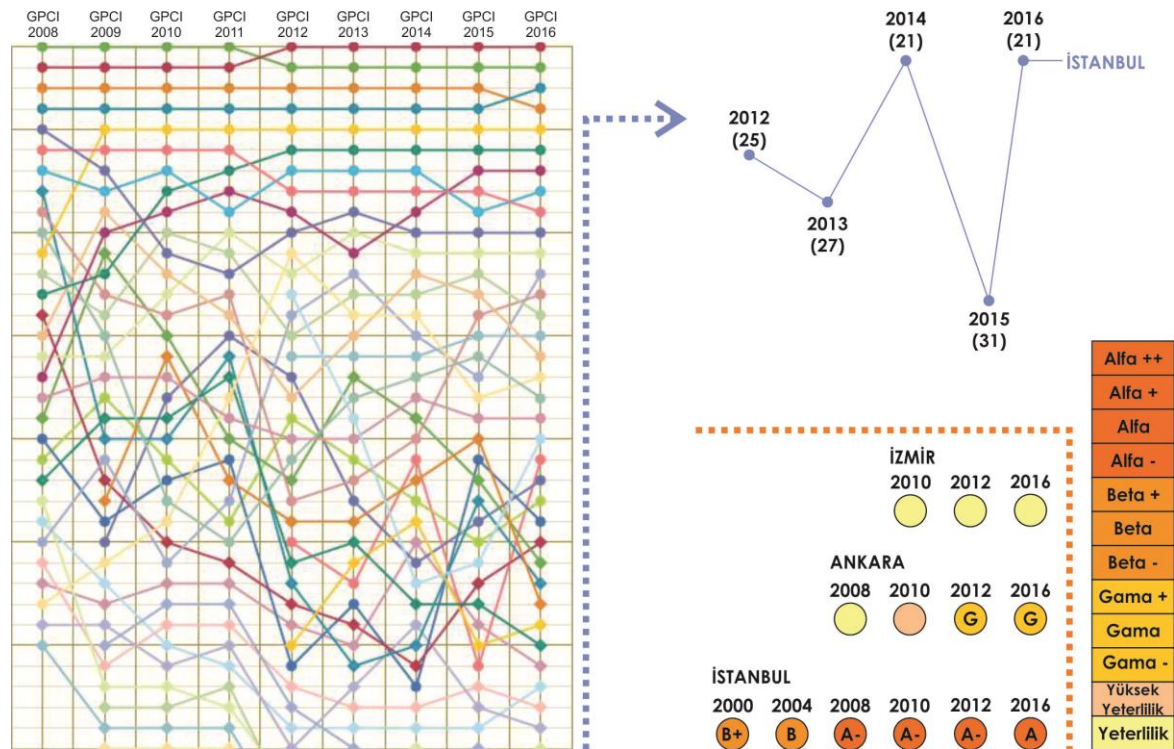 GPCI GPCI GPCI GPCI GPCI GPCI GPCI GPCI GPCI
2008 2009 2010 2011 2012 2013 2014 2015 2016
2014
(21)
2016
(21)
İSTANBUL
2012
(25)
2013
(27)
2015
(31)
İZMİR
2010 2012 2016
ANKARA
2008 2010 2012 2016
G G
İSTANBUL
2000 2004 2008 2010 2012 2016
B+ B A- A- A- A
Alfa ++
Alfa +
Alfa
Alfa -
Beta +
Beta
Beta -
Gama +
Gama
Gama -
Yüksek
Yeterlilik
Yeterlilik